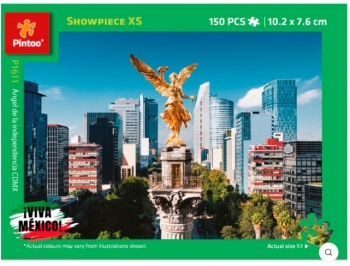 SHOWPIECE XS
150 PCS | 10.2 x 7.6 cm
Pintoo
P1611
Ángel de la Independencia CDMX
¡VIVA
MÉXICO!
*Actual colours may vary from illustrations shown.
Actual size 1:1